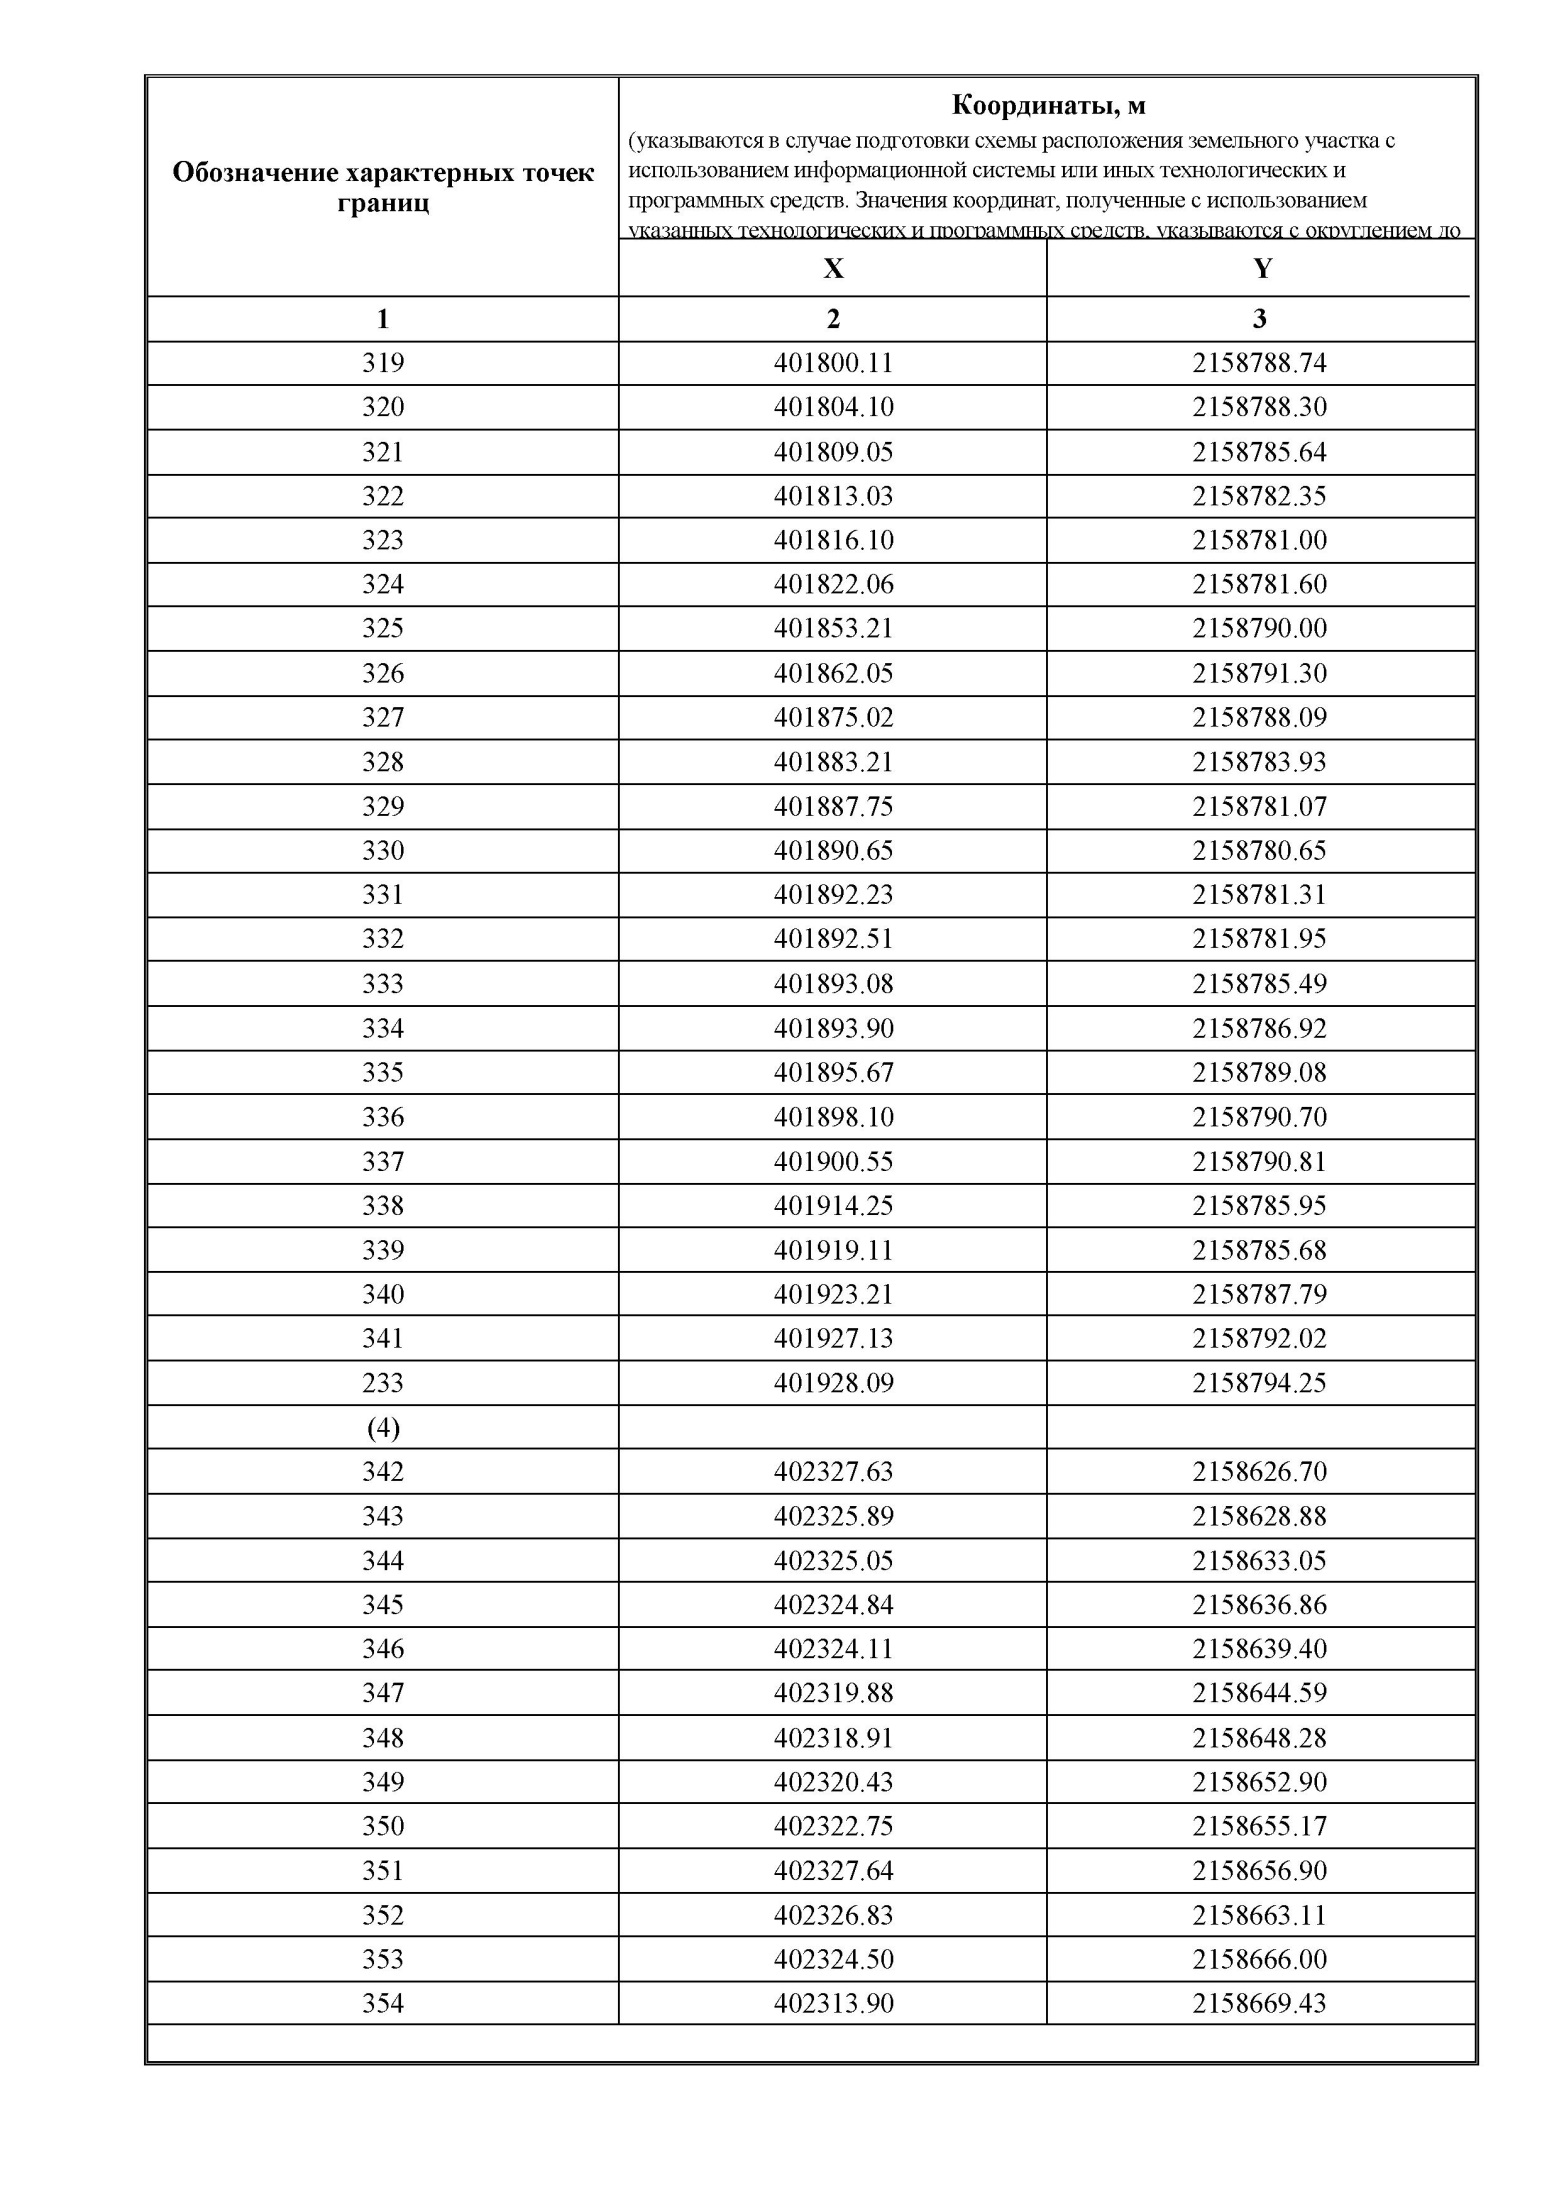 Обозначение характерных точек
границ
Координаты, м
(указываются в случае подготовки схемы расположения земельного участка с
использованием информационной системы или иных технологических и
программных средств. Значения координат, полученные с использованием
указанных технологических и программных средств, указываются с округлением до
X Y
1 2 3
319 401800.11 2158788.74
320 401804.10 2158788.30
321 401809.05 2158785.64
322 401813.03 2158782.35
323 401816.10 2158781.00
324 401822.06 2158781.60
325 401853.21 2158790.00
326 401862.05 2158791.30
327 401875.02 2158788.09
328 401883.21 2158783.93
329 401887.75 2158781.07
330 401890.65 2158780.65
331 401892.23 2158781.31
332 401892.51 2158781.95
333 401893.08 2158785.49
334 401893.90 2158786.92
335 401895.67 2158789.08
336 401898.10 2158790.70
337 401900.55 2158790.81
338 401914.25 2158785.95
339 401919.11 2158785.68
340 401923.21 2158787.79
341 401927.13 2158792.02
233 401928.09 2158794.25
(4)
342 402327.63 2158626.70
343 402325.89 2158628.88
344 402325.05 2158633.05
345 402324.84 2158636.86
346 402324.11 2158639.40
347 402319.88 2158644.59
348 402318.91 2158648.28
349 402320.43 2158652.90
350 402322.75 2158655.17
351 402327.64 2158656.90
352 402326.83 2158663.11
353 402324.50 2158666.00
354 402313.90 2158669.43